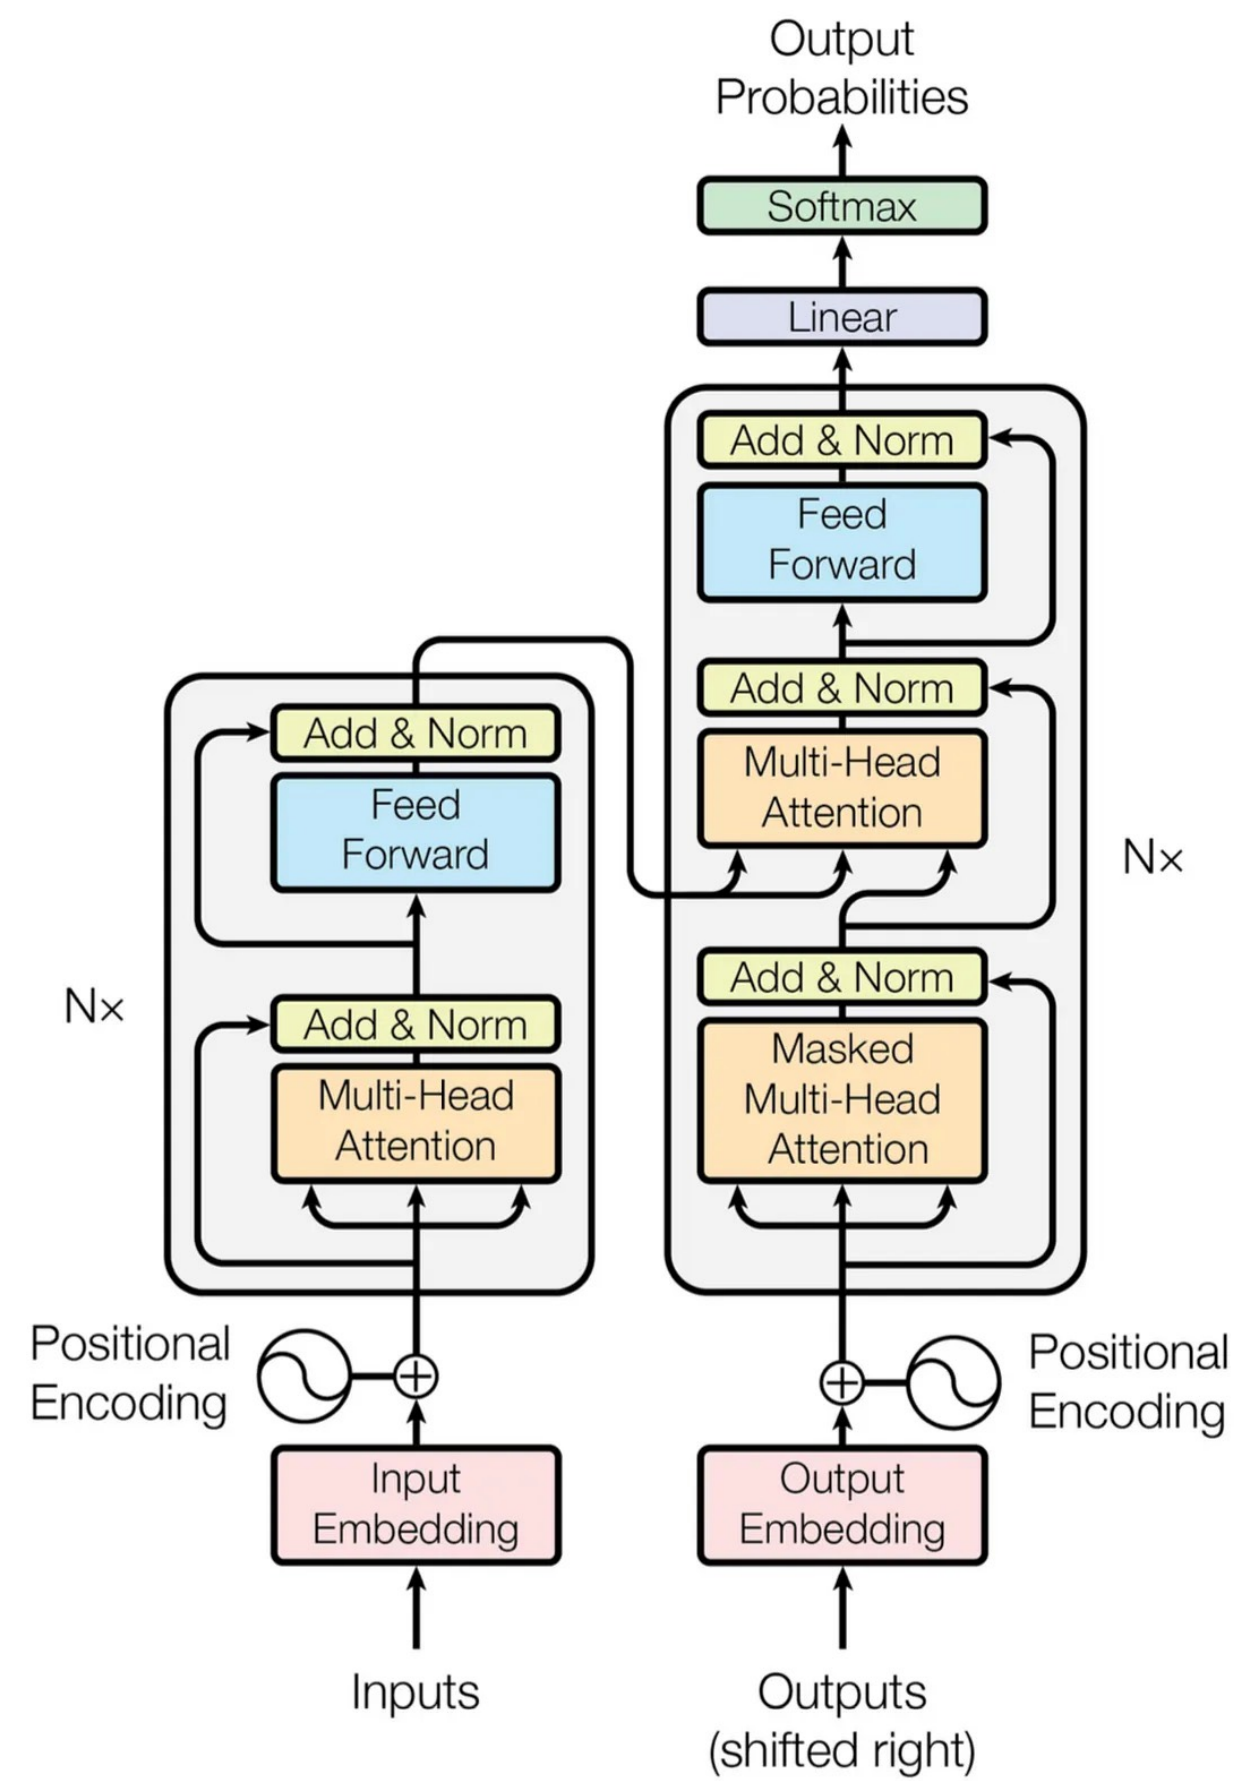 Output
Probabilities
Softmax
Linear
Add & Norm
Feed
Forward
Add & Norm
Multi-Head
Attention
Nx
Add & Norm
Masked
Multi-Head
Attention
Add & Norm
Feed
Forward
Nx
Add & Norm
Multi-Head
Attention
Positional
Encoding
Positional
Encoding
Input
Embedding
Output
Embedding
Inputs
Outputs
(shifted right)